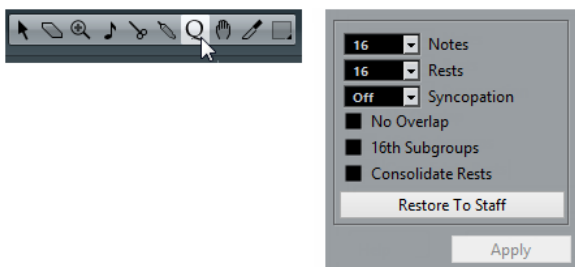 Q
16 Notes
16 Rests
Off Syncopation
No Overlap
16th Subgroups
Consolidate Rests
Restore To Staff
Apply